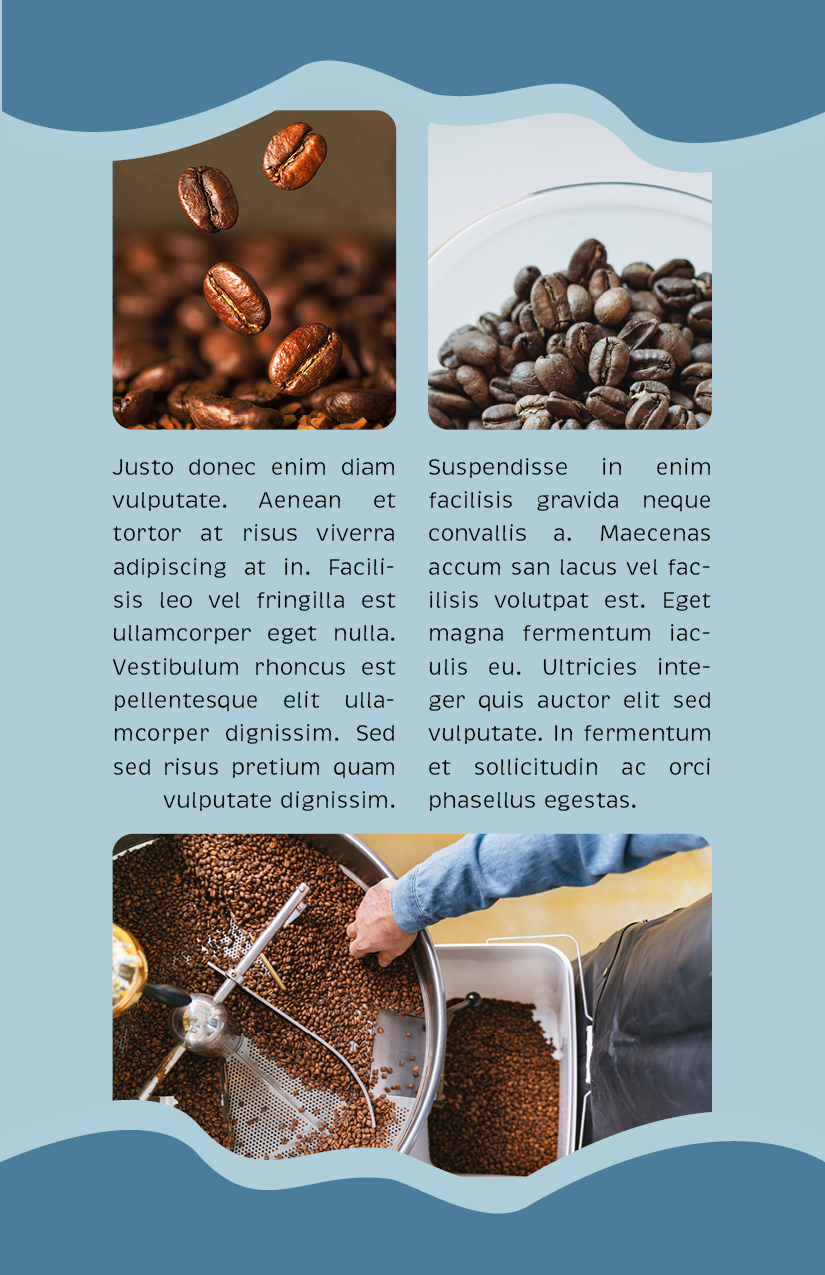 Justo donec enim diam
vulputate. Aenean et
tortor at risus viverra
adipiscing at in. Facili-
sis leo vel fringilla est
ullamcorper eget nulla.
Vestibulum rhoncus est
pellentesque elit ulla-
mcorper dignissim. Sed
sed risus pretium quam
vulputate dignissim.
Suspendisse in enim
facilisis gravida neque
convallis a. Maecenas
accum san lacus vel fac-
ilisis volutpat est. Eget
magna fermentum iac-
ulis eu. Ultricies inte-
ger quis auctor elit sed
vulputate. In fermentum
et sollicitudin ac orci
phasellus egestas.